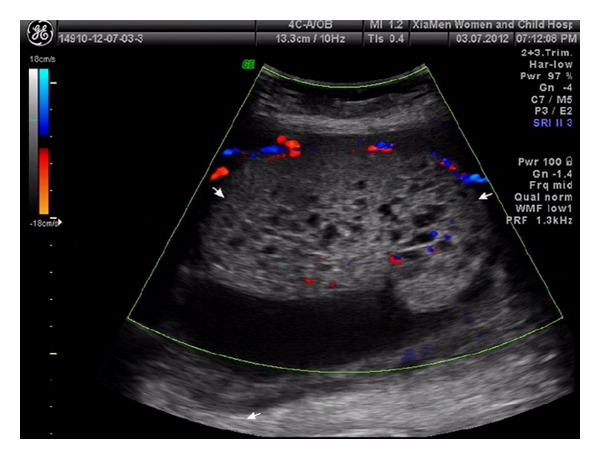 GE
4C-A/OB
MI 1.2
XiaMen Women and Child Hosp
14910-12-07-03-3
13.3cm / 10Hz
TIs 0.4
03.07.2012
07:12:08 PM
2+3.Trim.
Har-low
Pwr 97 %
Gn -4
C7 / M5
P3 / E2
SRI II 3
Pwr 100
Gn -1.4
Frq mid
Qual norm
WMF low1
PRF 1.3kHz
18cm/s
-18cm/s
GE